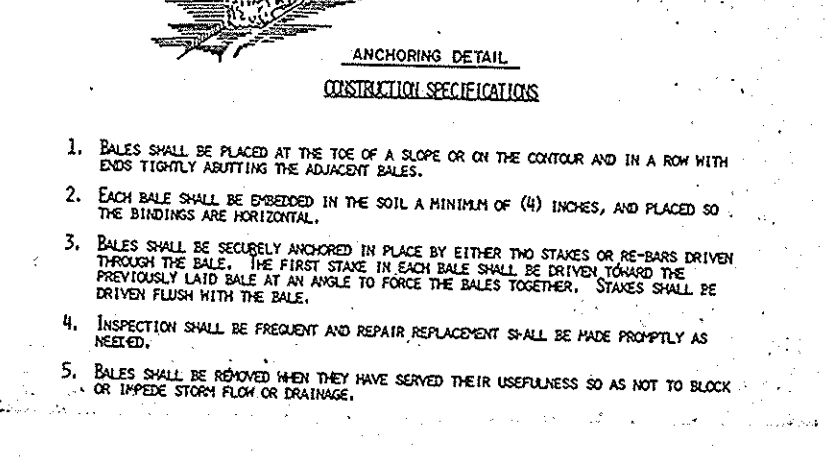 ANCHORING DETAIL
CONSTRUCTION SPECIFICATIONS
1. BALES SHALL BE PLACED AT THE TOE OF A SLOPE OR ON THE CONTOUR AND IN A ROW WITH
ENDS TIGHTLY ABUTTING THE ADJACENT BALES.
2. EACH BALE SHALL BE EMBEDDED IN THE SOIL A MINIMUM OF (4) INCHES, AND PLACED SO
THE BINDINGS ARE HORIZONTAL.
3. BALES SHALL BE SECURELY ANCHORED IN PLACE BY EITHER TWO STAKES OR RE-BARS DRIVEN
THROUGH THE BALE. THE FIRST STAKE IN EACH BALE SHALL BE DRIVEN TOWARD THE
PREVIOUSLY LAID BALE AT AN ANGLE TO FORCE THE BALES TOGETHER. STAKES SHALL BE
DRIVEN FLUSH WITH THE BALE.
4. INSPECTION SHALL BE FREQUENT AND REPAIR REPLACEMENT SHALL BE MADE PROMPTLY AS
NEEDED.
5. BALES SHALL BE REMOVED WHEN THEY HAVE SERVED THEIR USEFULNESS SO AS NOT TO BLOCK
OR IMPEDE STORM FLOW OR DRAINAGE.